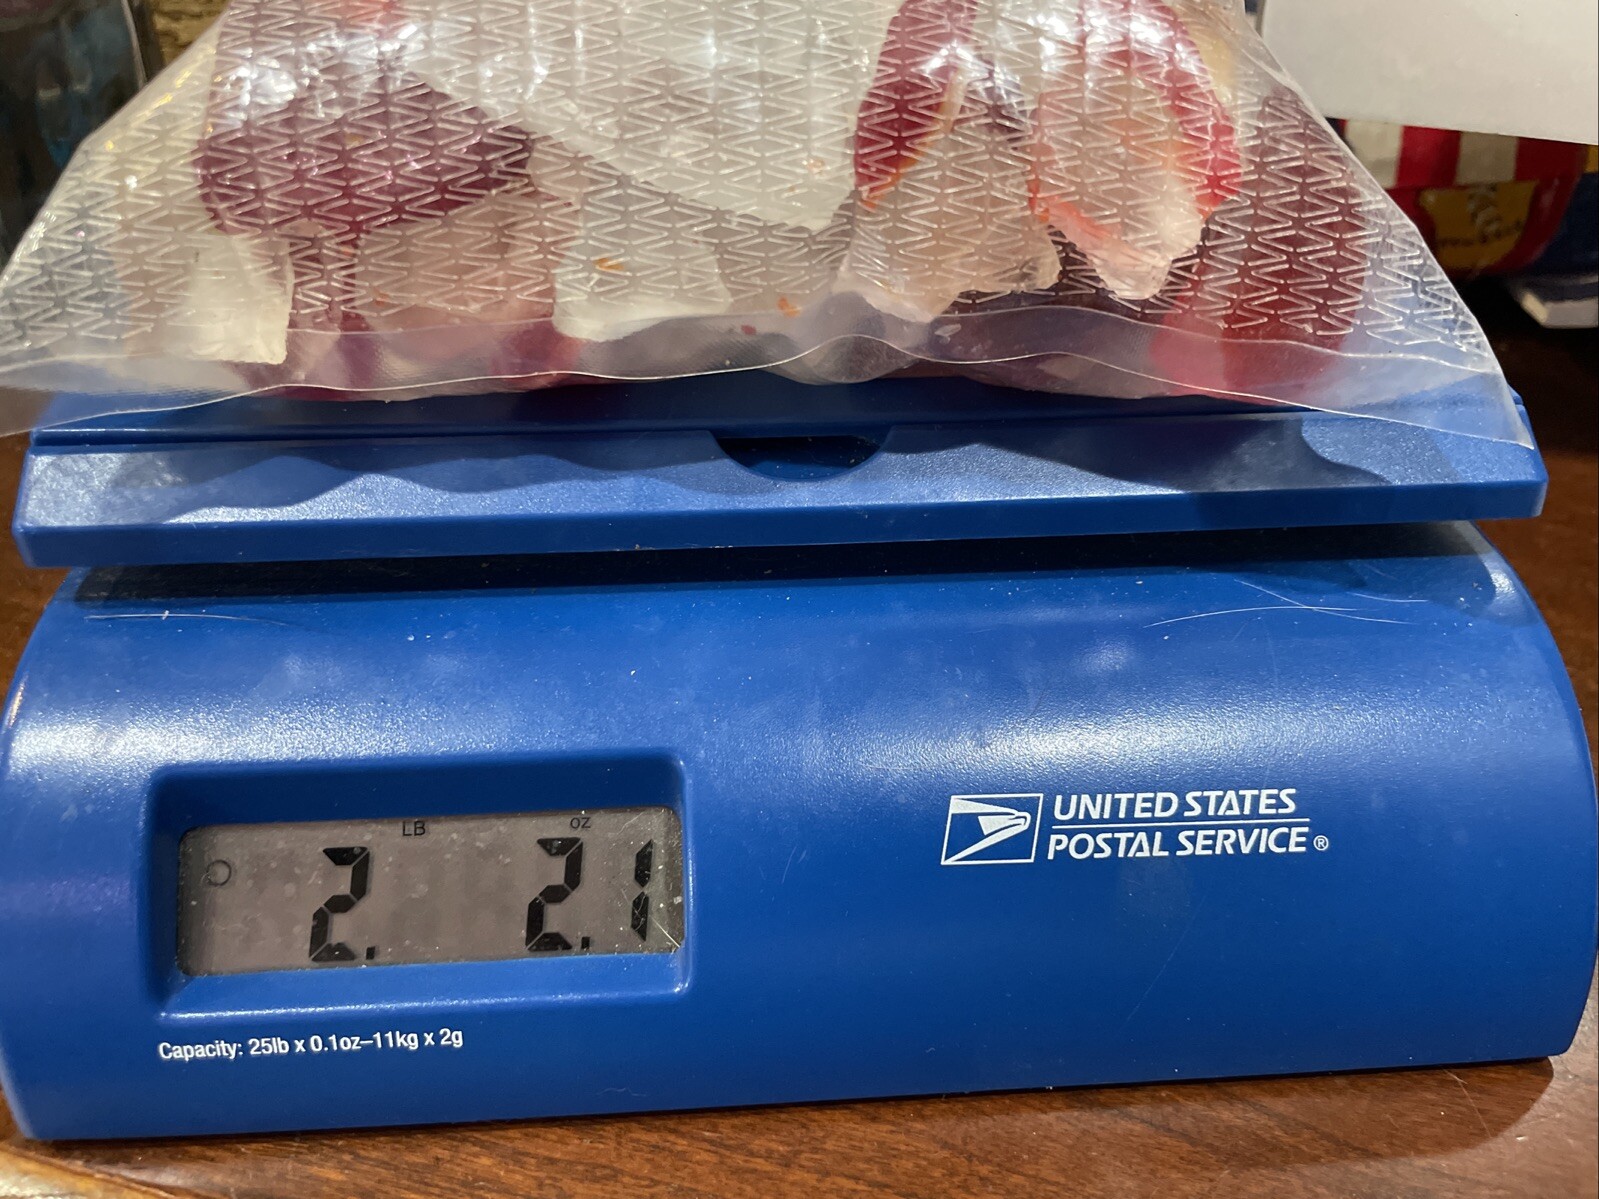 LB oz
2. 2.1
UNITED STATES
POSTAL SERVICE®
Capacity: 25lb x 0.1oz–11kg x 2g